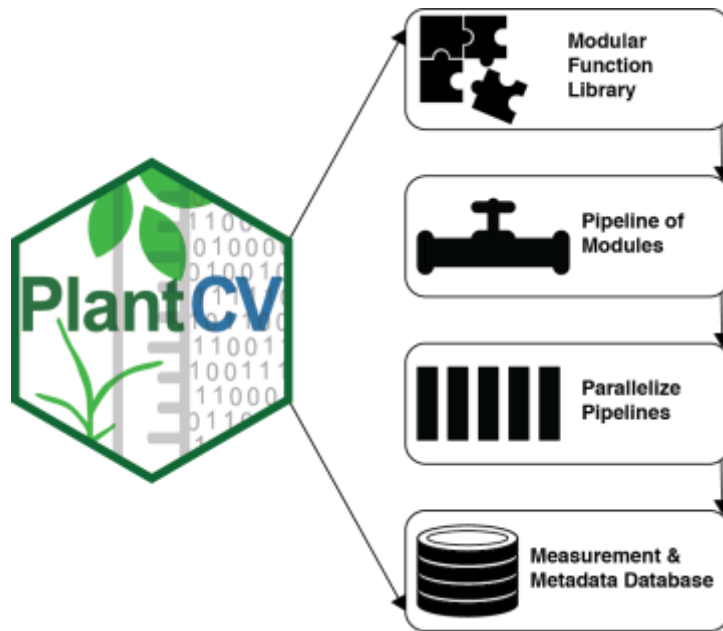 PlantCV
Modular
Function
Library
Pipeline of
Modules
Parallelize
Pipelines
Measurement &
Metadata Database